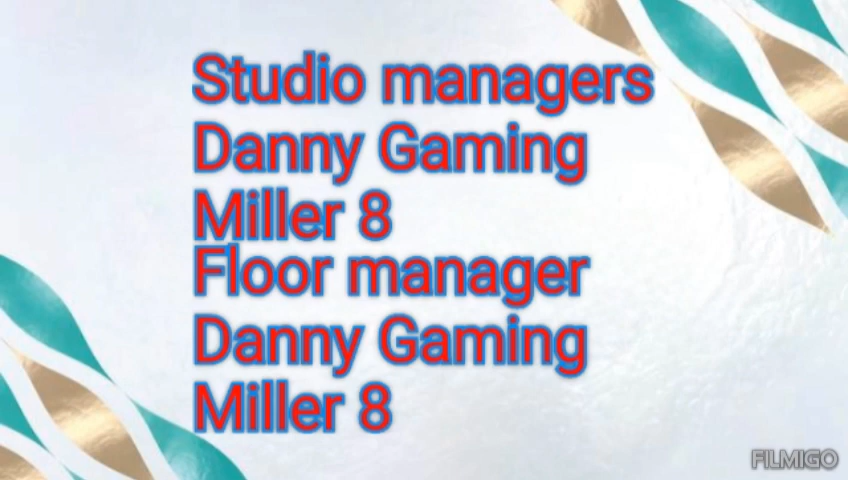 Studio managers
Danny Gaming
Miller 8
Floor manager
Danny Gaming
Miller 8
FILMIGO